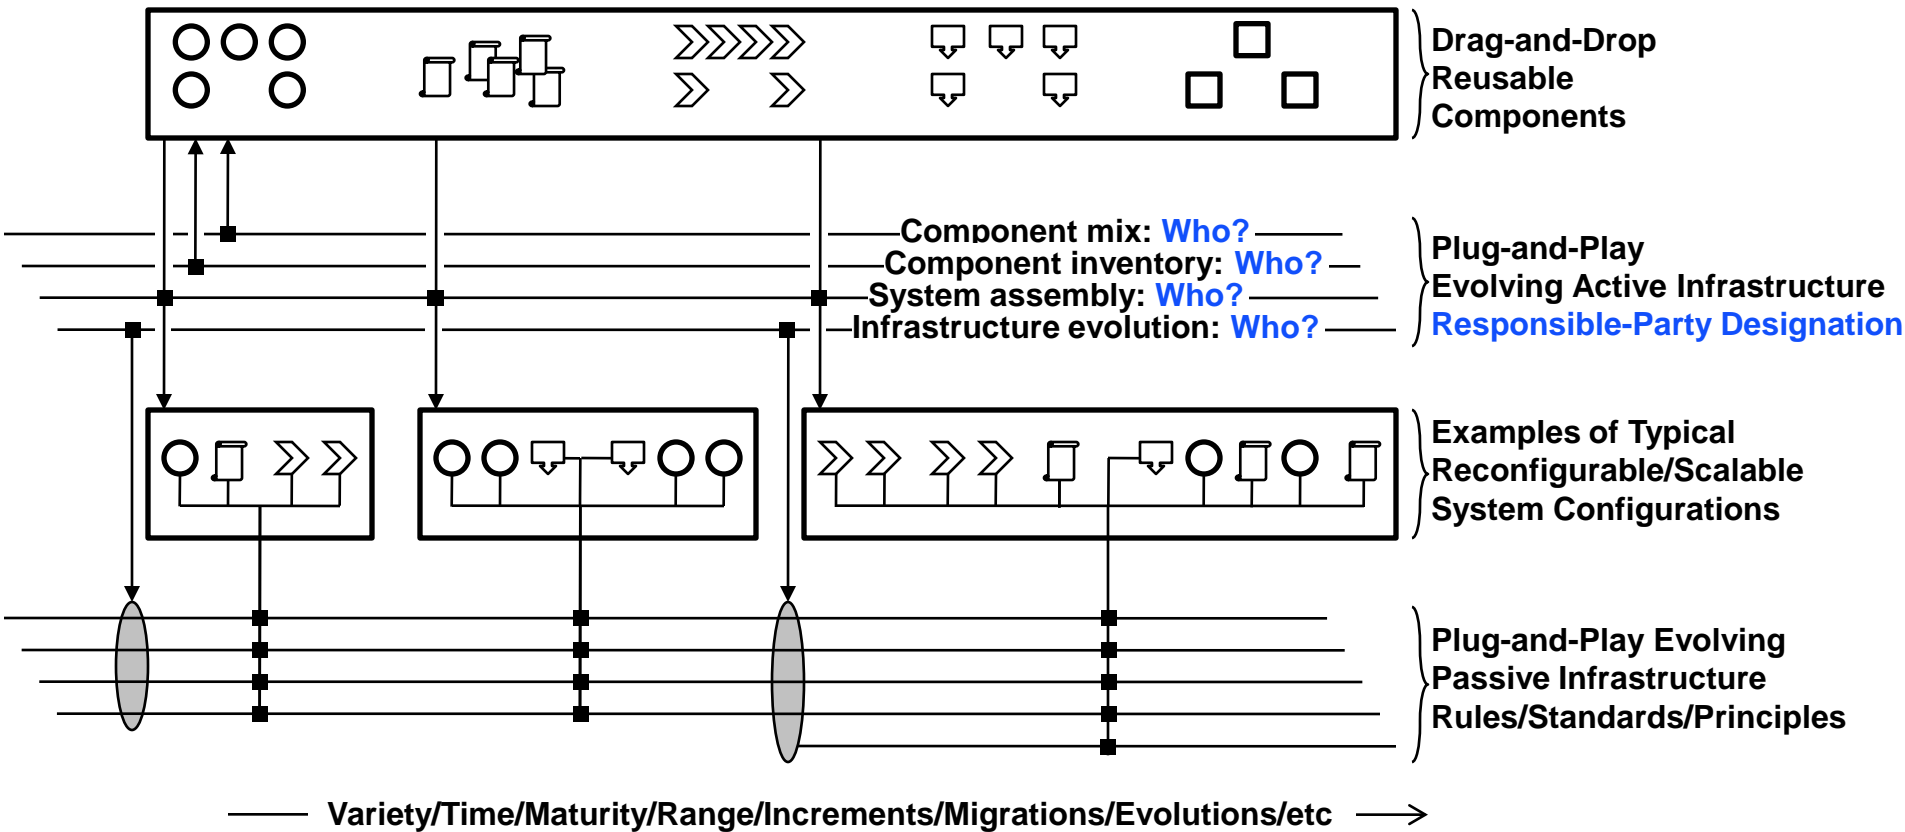 Drag-and-Drop
Reusable
Components
Component mix: Who?
Component inventory: Who?
System assembly: Who?
Infrastructure evolution: Who?
Plug-and-Play
Evolving Active Infrastructure
Responsible-Party Designation
Examples of Typical
Reconfigurable/Scalable
System Configurations
Plug-and-Play Evolving
Passive Infrastructure
Rules/Standards/Principles
Variety/Time/Maturity/Range/Increments/Migrations/Evolutions/etc